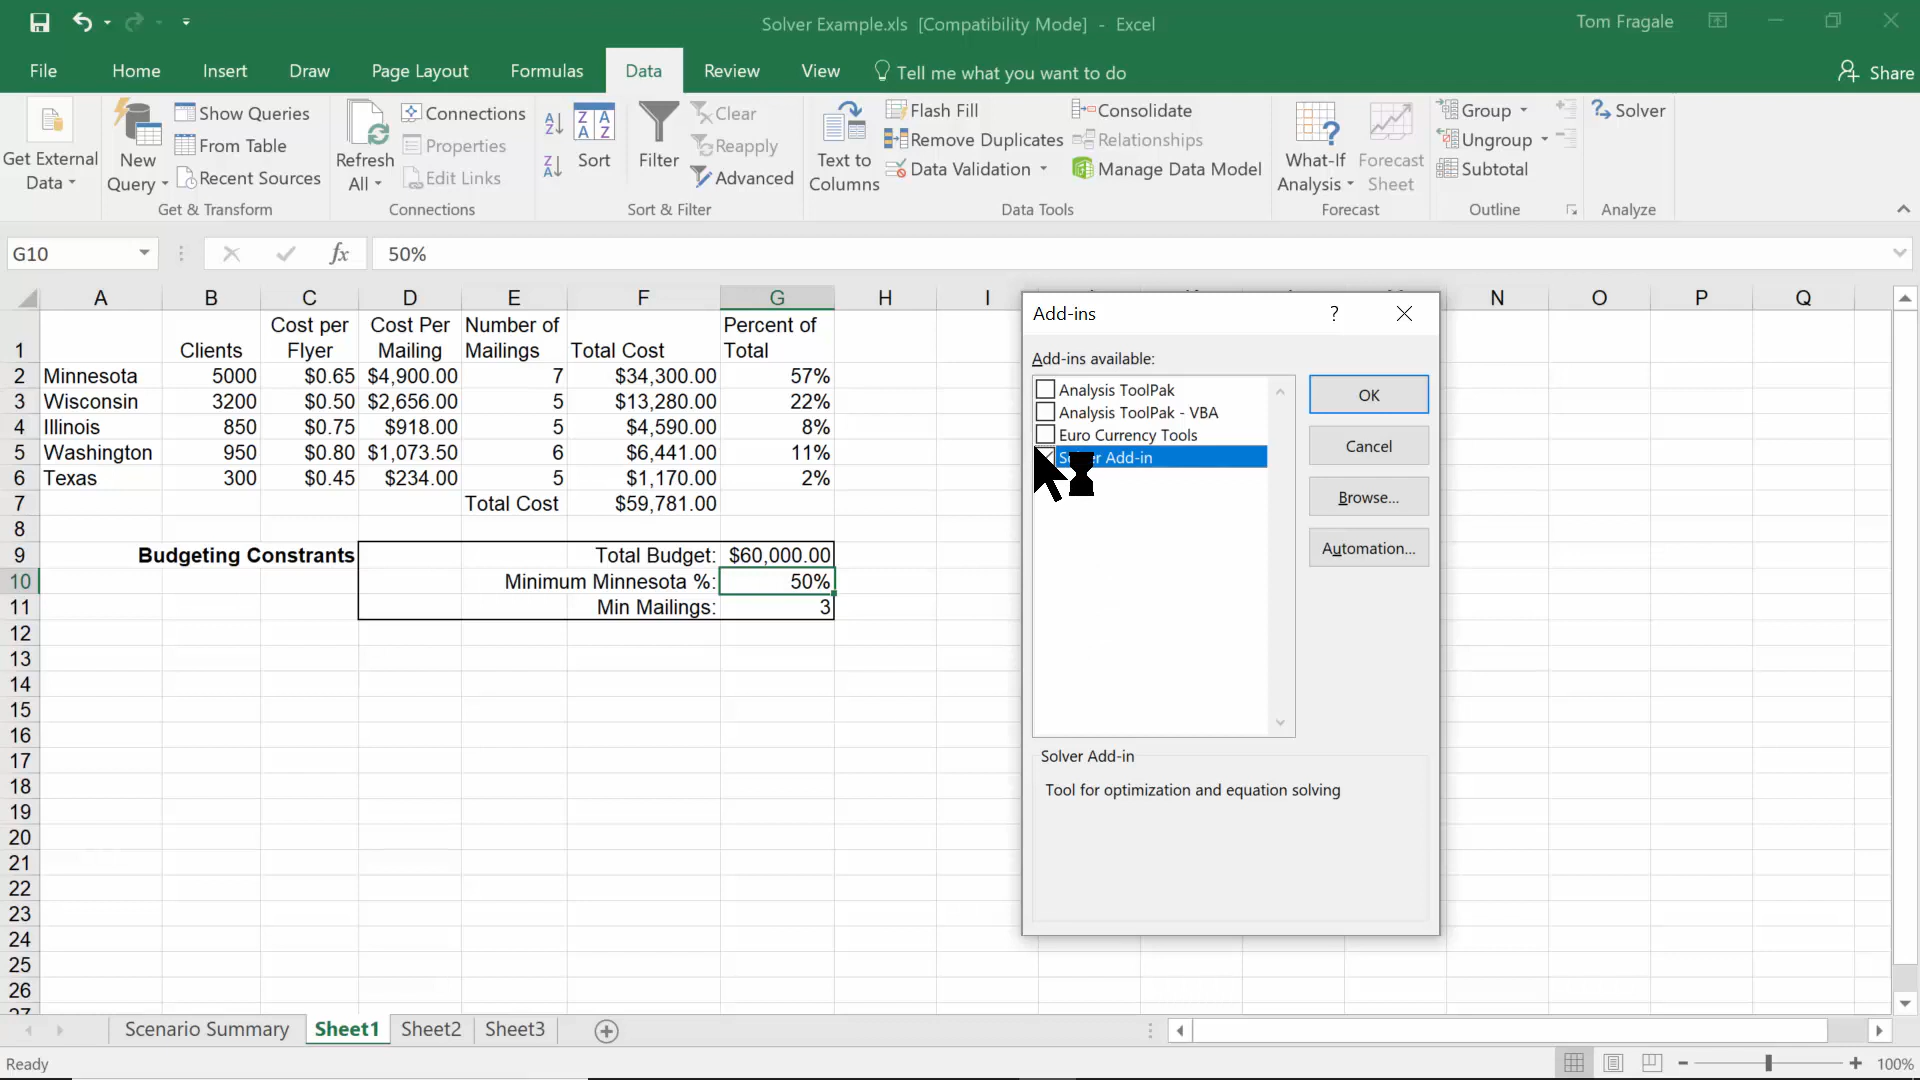 Solver Example.xls [Compatibility Mode] - Excel
Tom Fragale
File Home Insert Draw Page Layout Formulas Data Review View Tell me what you want to do Share
Get External Data
New Query
Show Queries
From Table
Recent Sources
Get & Transform
Refresh All
Connections
Properties
Edit Links
Connections
Sort
Filter
Clear
Reapply
Advanced
Sort & Filter
Text to Columns
Flash Fill
Remove Duplicates
Data Validation
Consolidate
Relationships
Manage Data Model
Data Tools
What-If Analysis
Forecast Sheet
Forecast
Group
Ungroup
Subtotal
Outline
Solver
Analyze
G10 fx 50%
A B C D E F G H I N O P Q
1 Clients Cost per Flyer Cost Per Mailing Number of Mailings Total Cost Percent of Total
2 Minnesota 5000 $0.65 $4,900.00 7 $34,300.00 57%
3 Wisconsin 3200 $0.50 $2,656.00 5 $13,280.00 22%
4 Illinois 850 $0.75 $918.00 5 $4,590.00 8%
5 Washington 950 $0.80 $1,073.50 6 $6,441.00 11%
6 Texas 300 $0.45 $234.00 5 $1,170.00 2%
7 Total Cost $59,781.00
8
9 Budgeting Constrants Total Budget: $60,000.00
10 Minimum Minnesota %: 50%
11 Min Mailings: 3
12
13
14
15
16
17
18
19
20
21
22
23
24
25
26
Add-ins ?
Add-ins available:
Analysis ToolPak
Analysis ToolPak - VBA
Euro Currency Tools
Add-in
OK
Cancel
Browse...
Automation...
Solver Add-in
Tool for optimization and equation solving
Scenario Summary Sheet1 Sheet2 Sheet3
Ready
100%